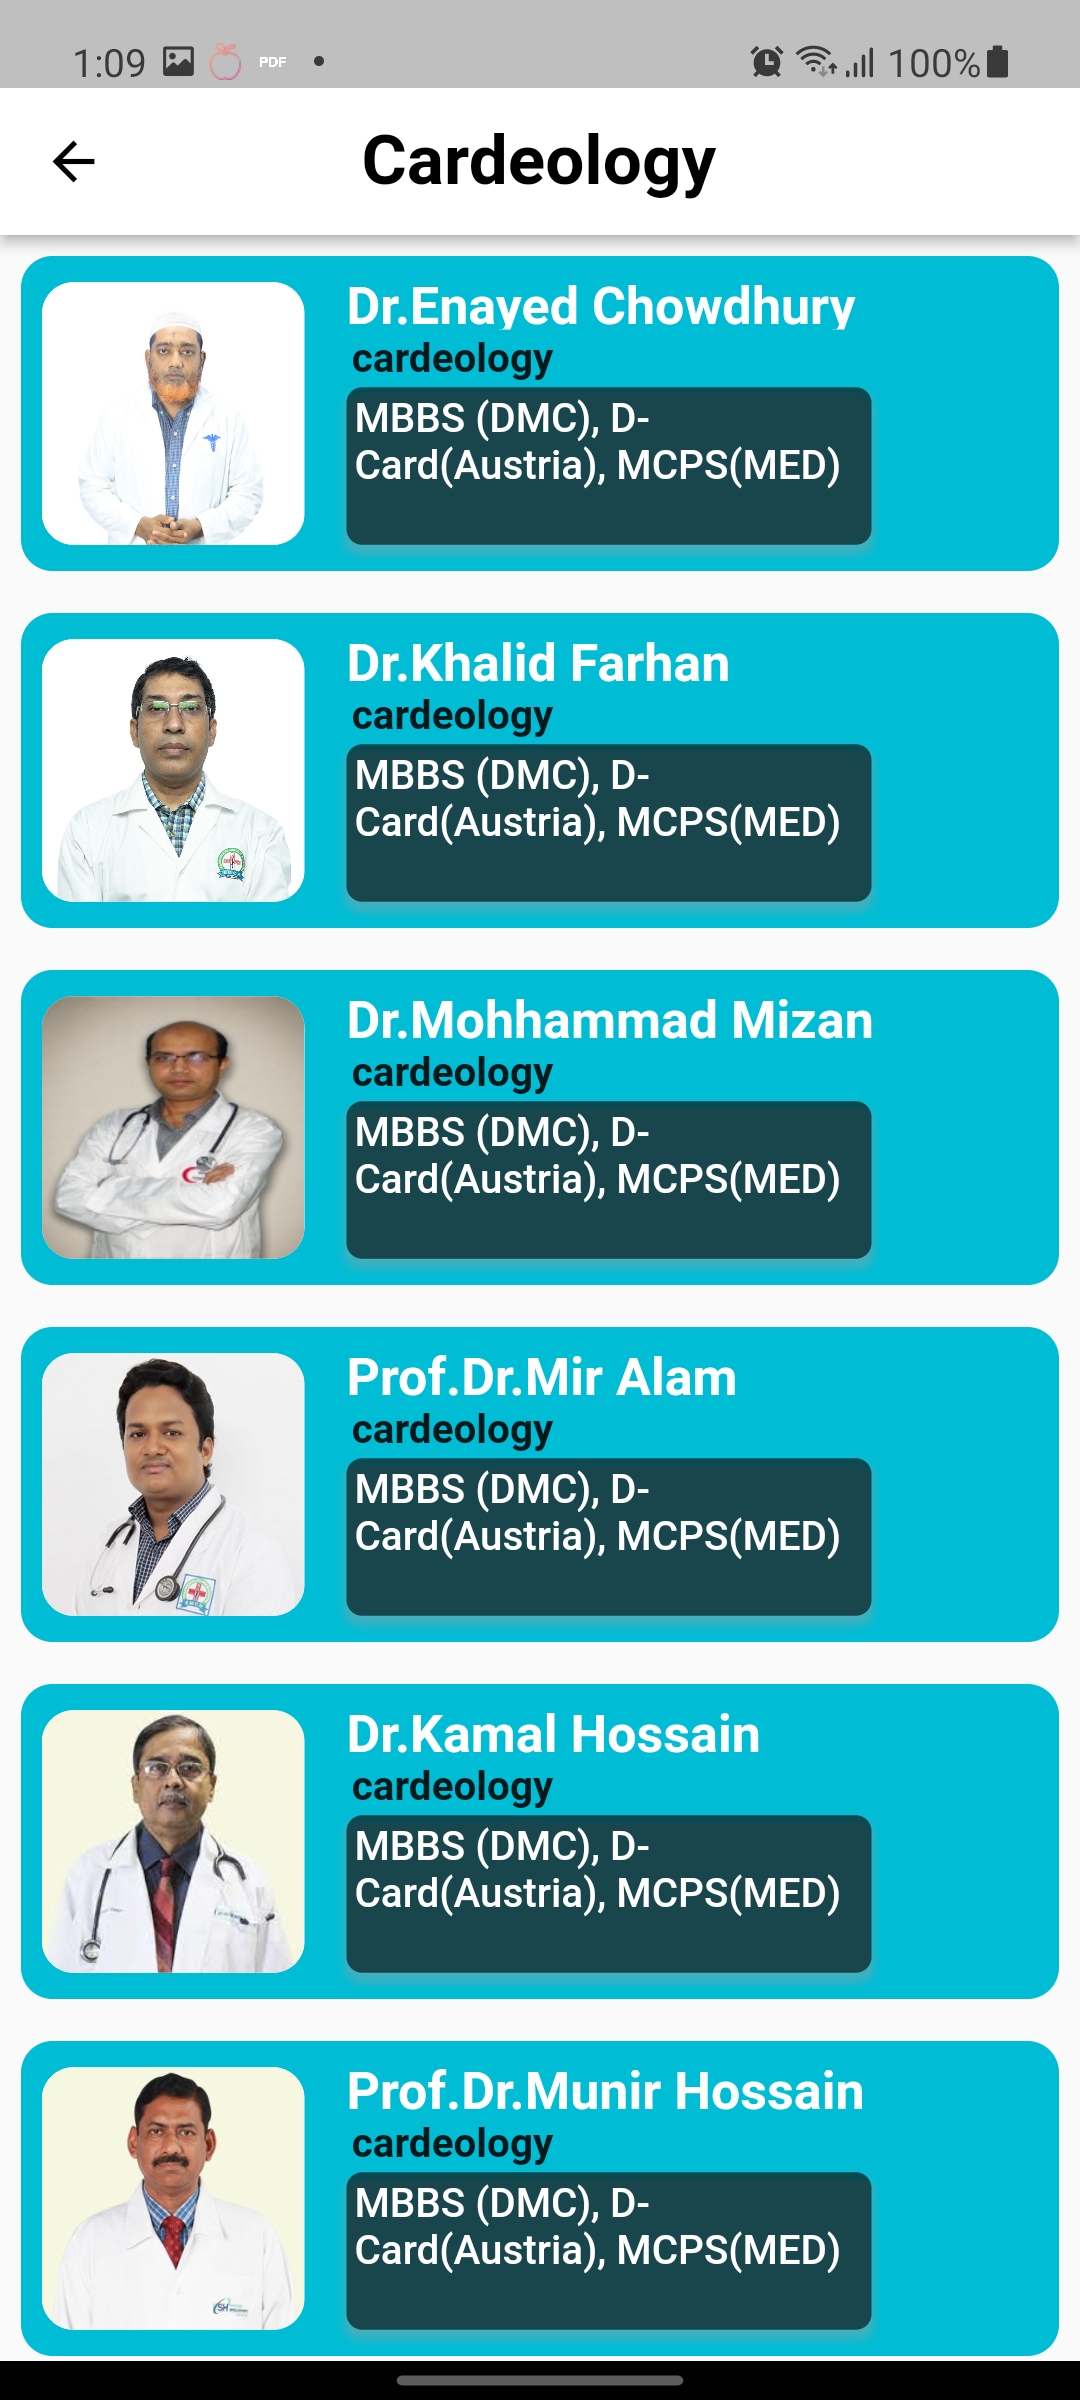 1:09 PDF 100%
Cardeology
Dr.Enayed Chowdhury
cardeology
MBBS (DMC), D-
Card(Austria), MCPS(MED)
Dr.Khalid Farhan
cardeology
MBBS (DMC), D-
Card(Austria), MCPS(MED)
Dr.Mohhammad Mizan
cardeology
MBBS (DMC), D-
Card(Austria), MCPS(MED)
Prof.Dr.Mir Alam
cardeology
MBBS (DMC), D-
Card(Austria), MCPS(MED)
Dr.Kamal Hossain
cardeology
MBBS (DMC), D-
Card(Austria), MCPS(MED)
Prof.Dr.Munir Hossain
cardeology
MBBS (DMC), D-
Card(Austria), MCPS(MED)